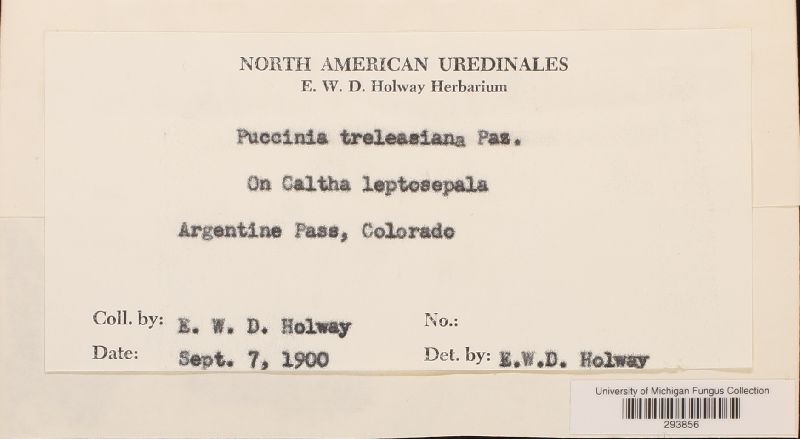 NORTH AMERICAN UREDINALES
E. W. D. Holway Herbarium
Puccinia treleasiana Paz.
On Caltha leptosepala
Argentine Pass, Colorado
Coll. by: E. W. D. Holway No.:
Date: Sept. 7, 1900 Det. by: E.W.D. Holway
University of Michigan Fungus Collection
293856